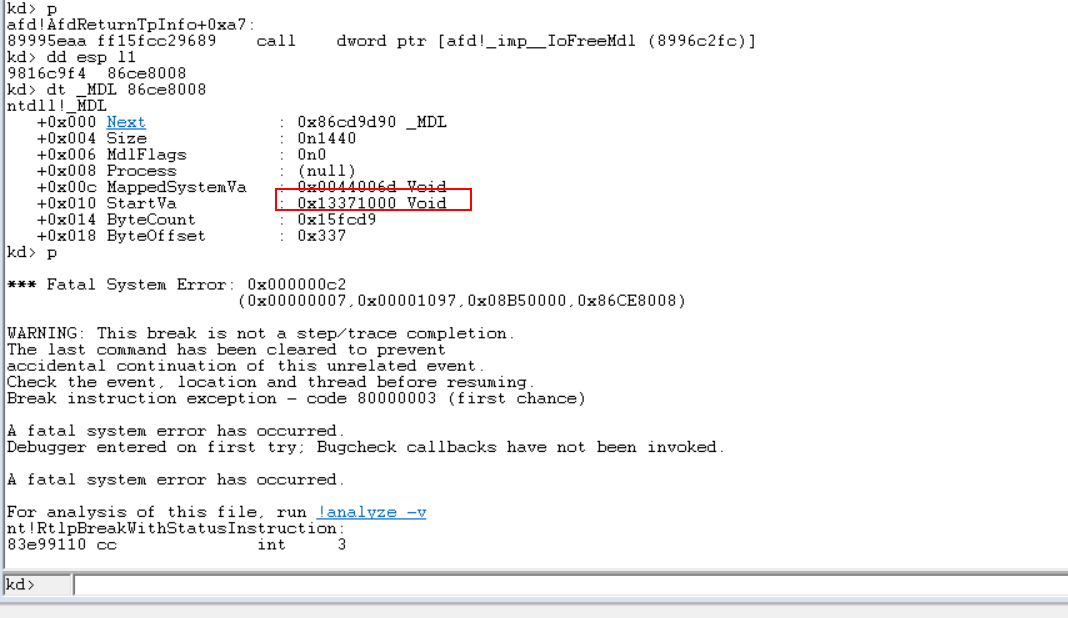 kd> p
afd!AfdReturnTpInfo+0xa7:
89995eaa ff15fcc29689    call    dword ptr [afd!_imp__IoFreeMdl (8996c2fc)]
kd> dd esp l1
9816c9f4  86ce8008
kd> dt _MDL 86ce8008
ntdll!_MDL
   +0x000 Next             : 0x86cd9d90 _MDL
   +0x004 Size             : 0n1440
   +0x006 MdlFlags         : 0n0
   +0x008 Process          : (null)
   +0x00c MappedSystemVa   : 0x0044006d Void
   +0x010 StartVa          : 0x13371000 Void
   +0x014 ByteCount        : 0x15fcd9
   +0x018 ByteOffset       : 0x337
kd> p
*** Fatal System Error: 0x000000c2
                       (0x00000007,0x00001097,0x08B50000,0x86CE8008)
WARNING: This break is not a step/trace completion.
The last command has been cleared to prevent
accidental continuation of this unrelated event.
Check the event, location and thread before resuming.
Break instruction exception - code 80000003 (first chance)
A fatal system error has occurred.
Debugger entered on first try; Bugcheck callbacks have not been invoked.
A fatal system error has occurred.
For analysis of this file, run !analyze -v
nt!RtlpBreakWithStatusInstruction:
83e99110 cc              int     3
kd>